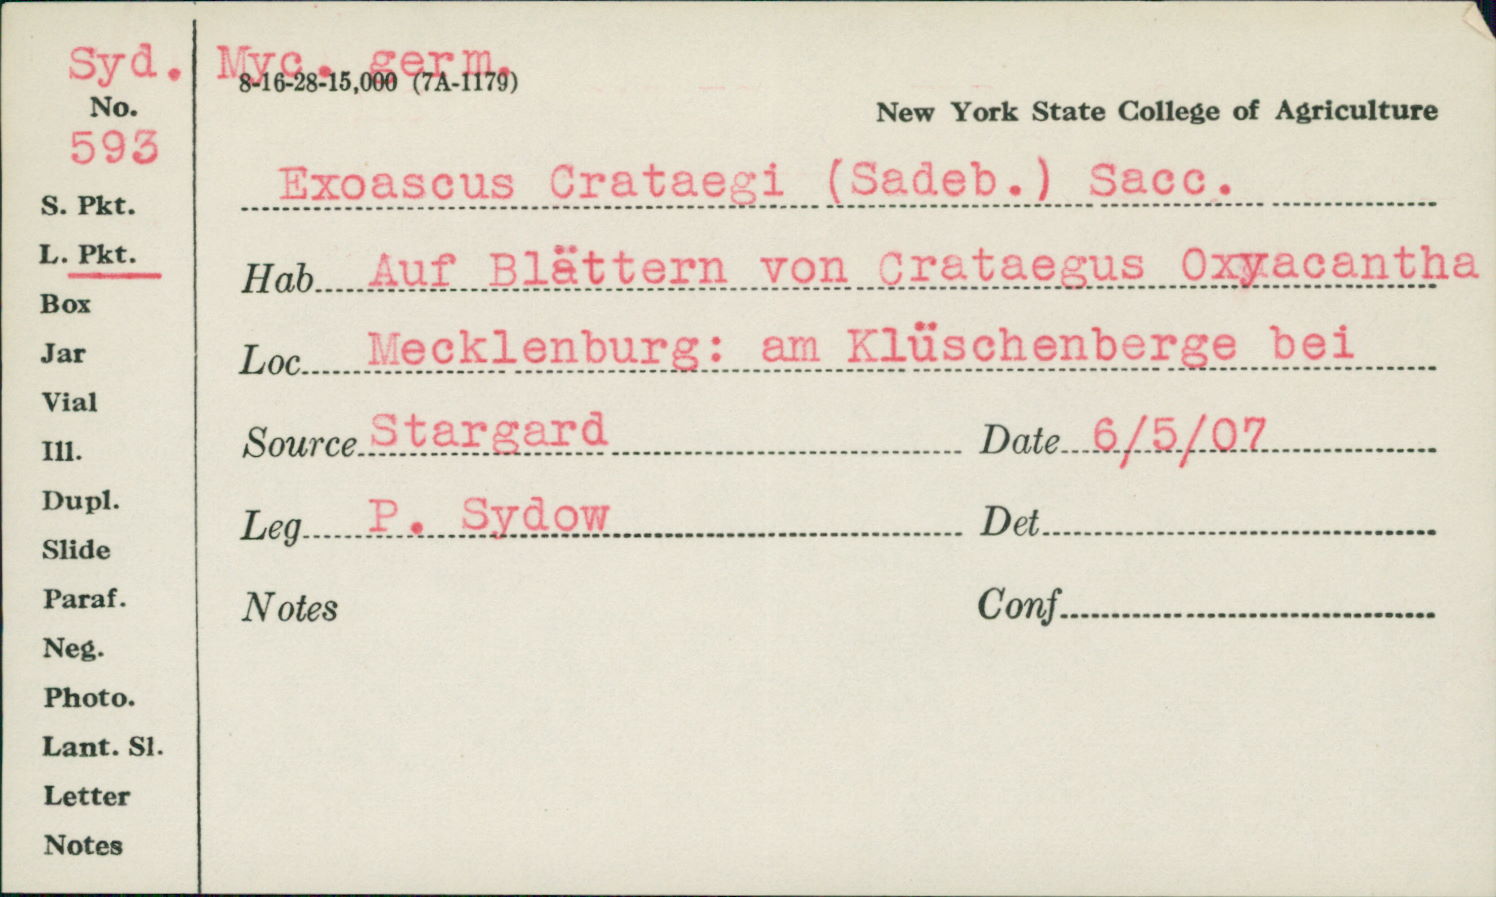 Syd. Myc. germ.
8-16-28-15,000 (7A-1179)
No.
593
New York State College of Agriculture
Exoascus Crataegi (Sadeb.) Sacc.
S. Pkt.
L. Pkt.
Hab Auf Blättern von Crataegus Oxyacantha
Box
Jar
Loc Mecklenburg: am Klüschenberge bei
Vial
Ill.
Source Stargard Date 6/5/07
Dupl.
Slide
Leg P. Sydow Det
Paraf.
Notes Conf
Neg.
Photo.
Lant. Sl.
Letter
Notes